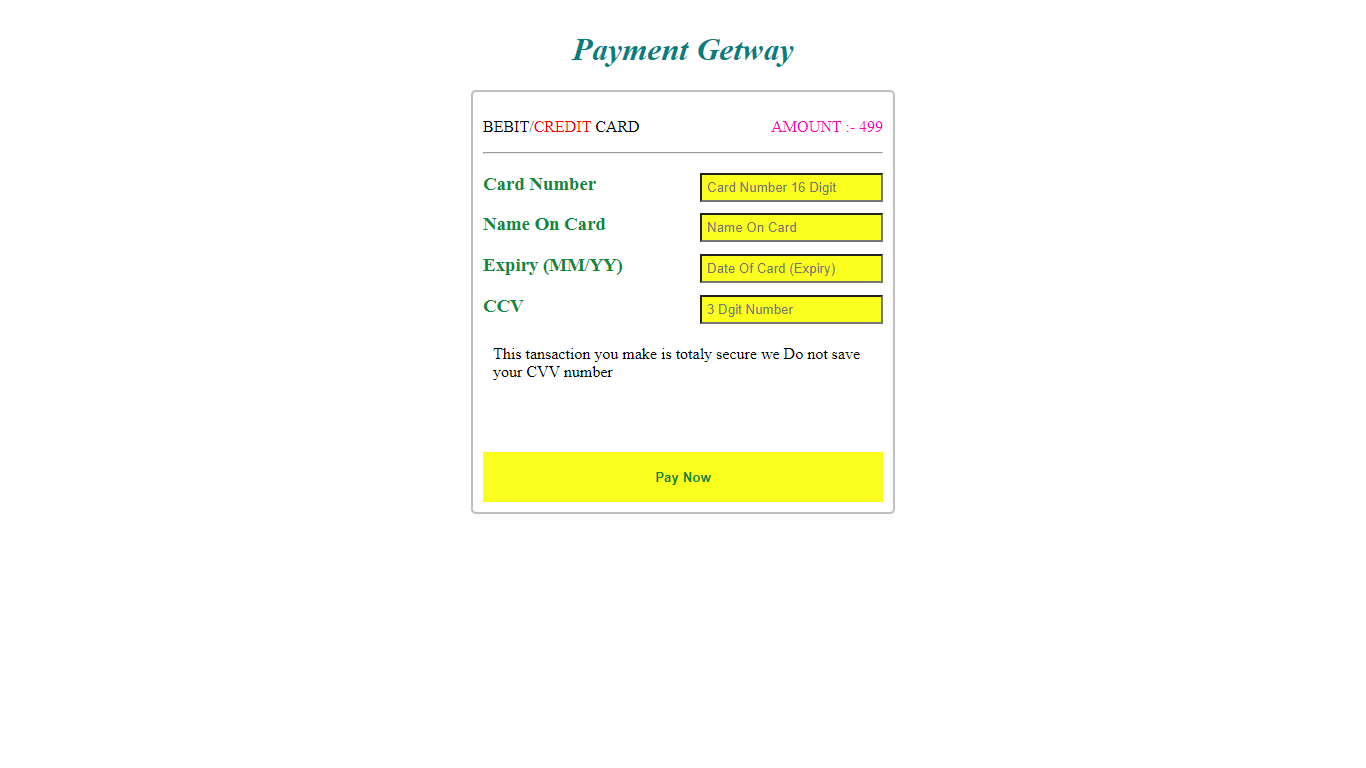 Payment Getway
BEBIT/CREDIT CARD AMOUNT :- 499
Card Number Card Number 16 Digit
Name On Card Name On Card
Expiry (MM/YY) Date Of Card (Expiry)
CCV 3 Dgit Number
This tansaction you make is totaly secure we Do not save
your CVV number
Pay Now